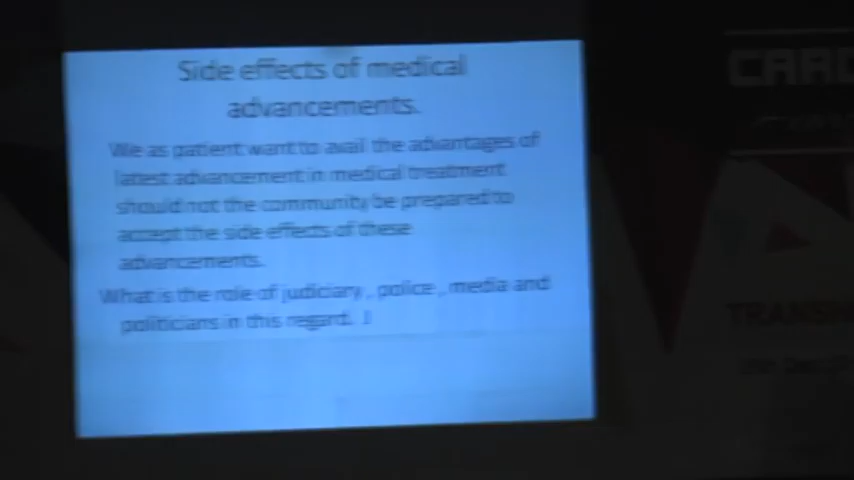 Side effects of medical
advancements.
We as patient want to avail the advantages of
latest advancement in medical treatment
should not the community be prepared to
accept the side effects of these
advancements.
What is the role of judiciary , police , media and
politicians in this regard.
CARD